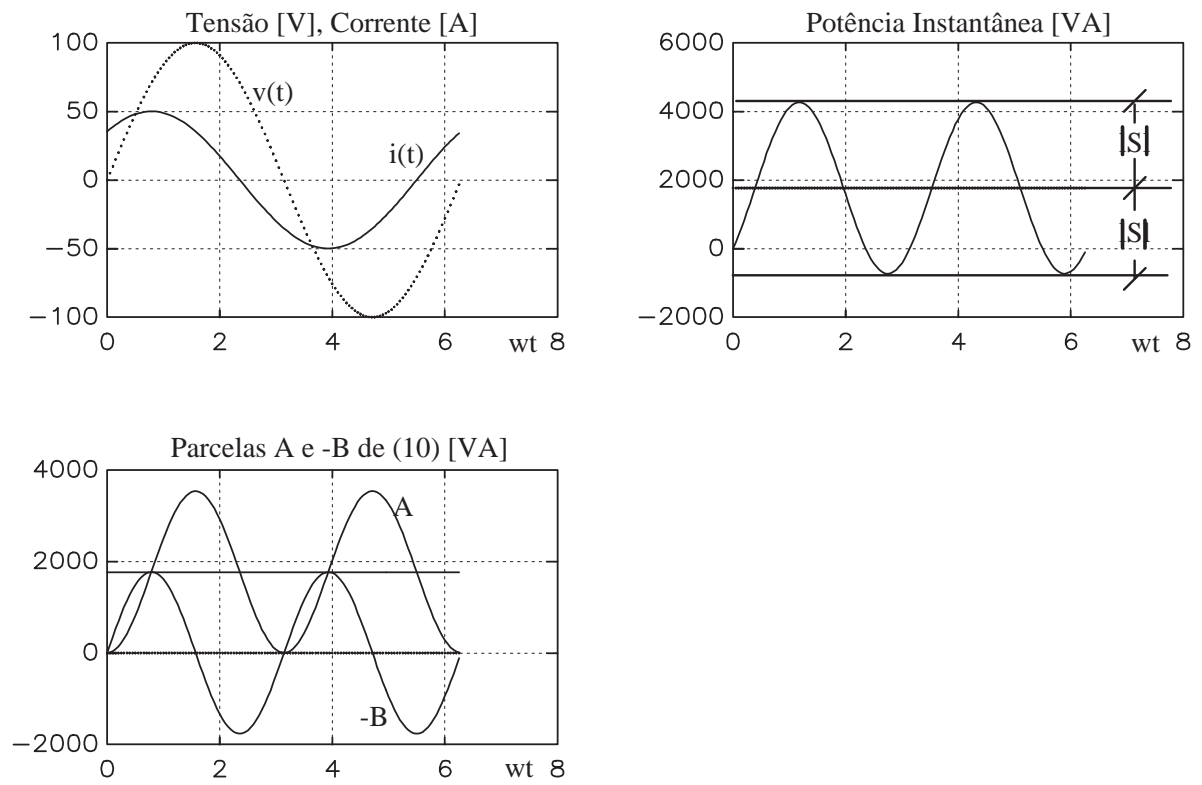 Tensão [V], Corrente [A]
100
50
0
−50
−100
v(t)
i(t)
0 2 4 6 wt 8
Potência Instantânea [VA]
6000
4000
2000
0
−2000
|S|
|S|
0 2 4 6 wt 8
Parcelas A e -B de (10) [VA]
4000
2000
0
−2000
A
-B
0 2 4 6 wt 8